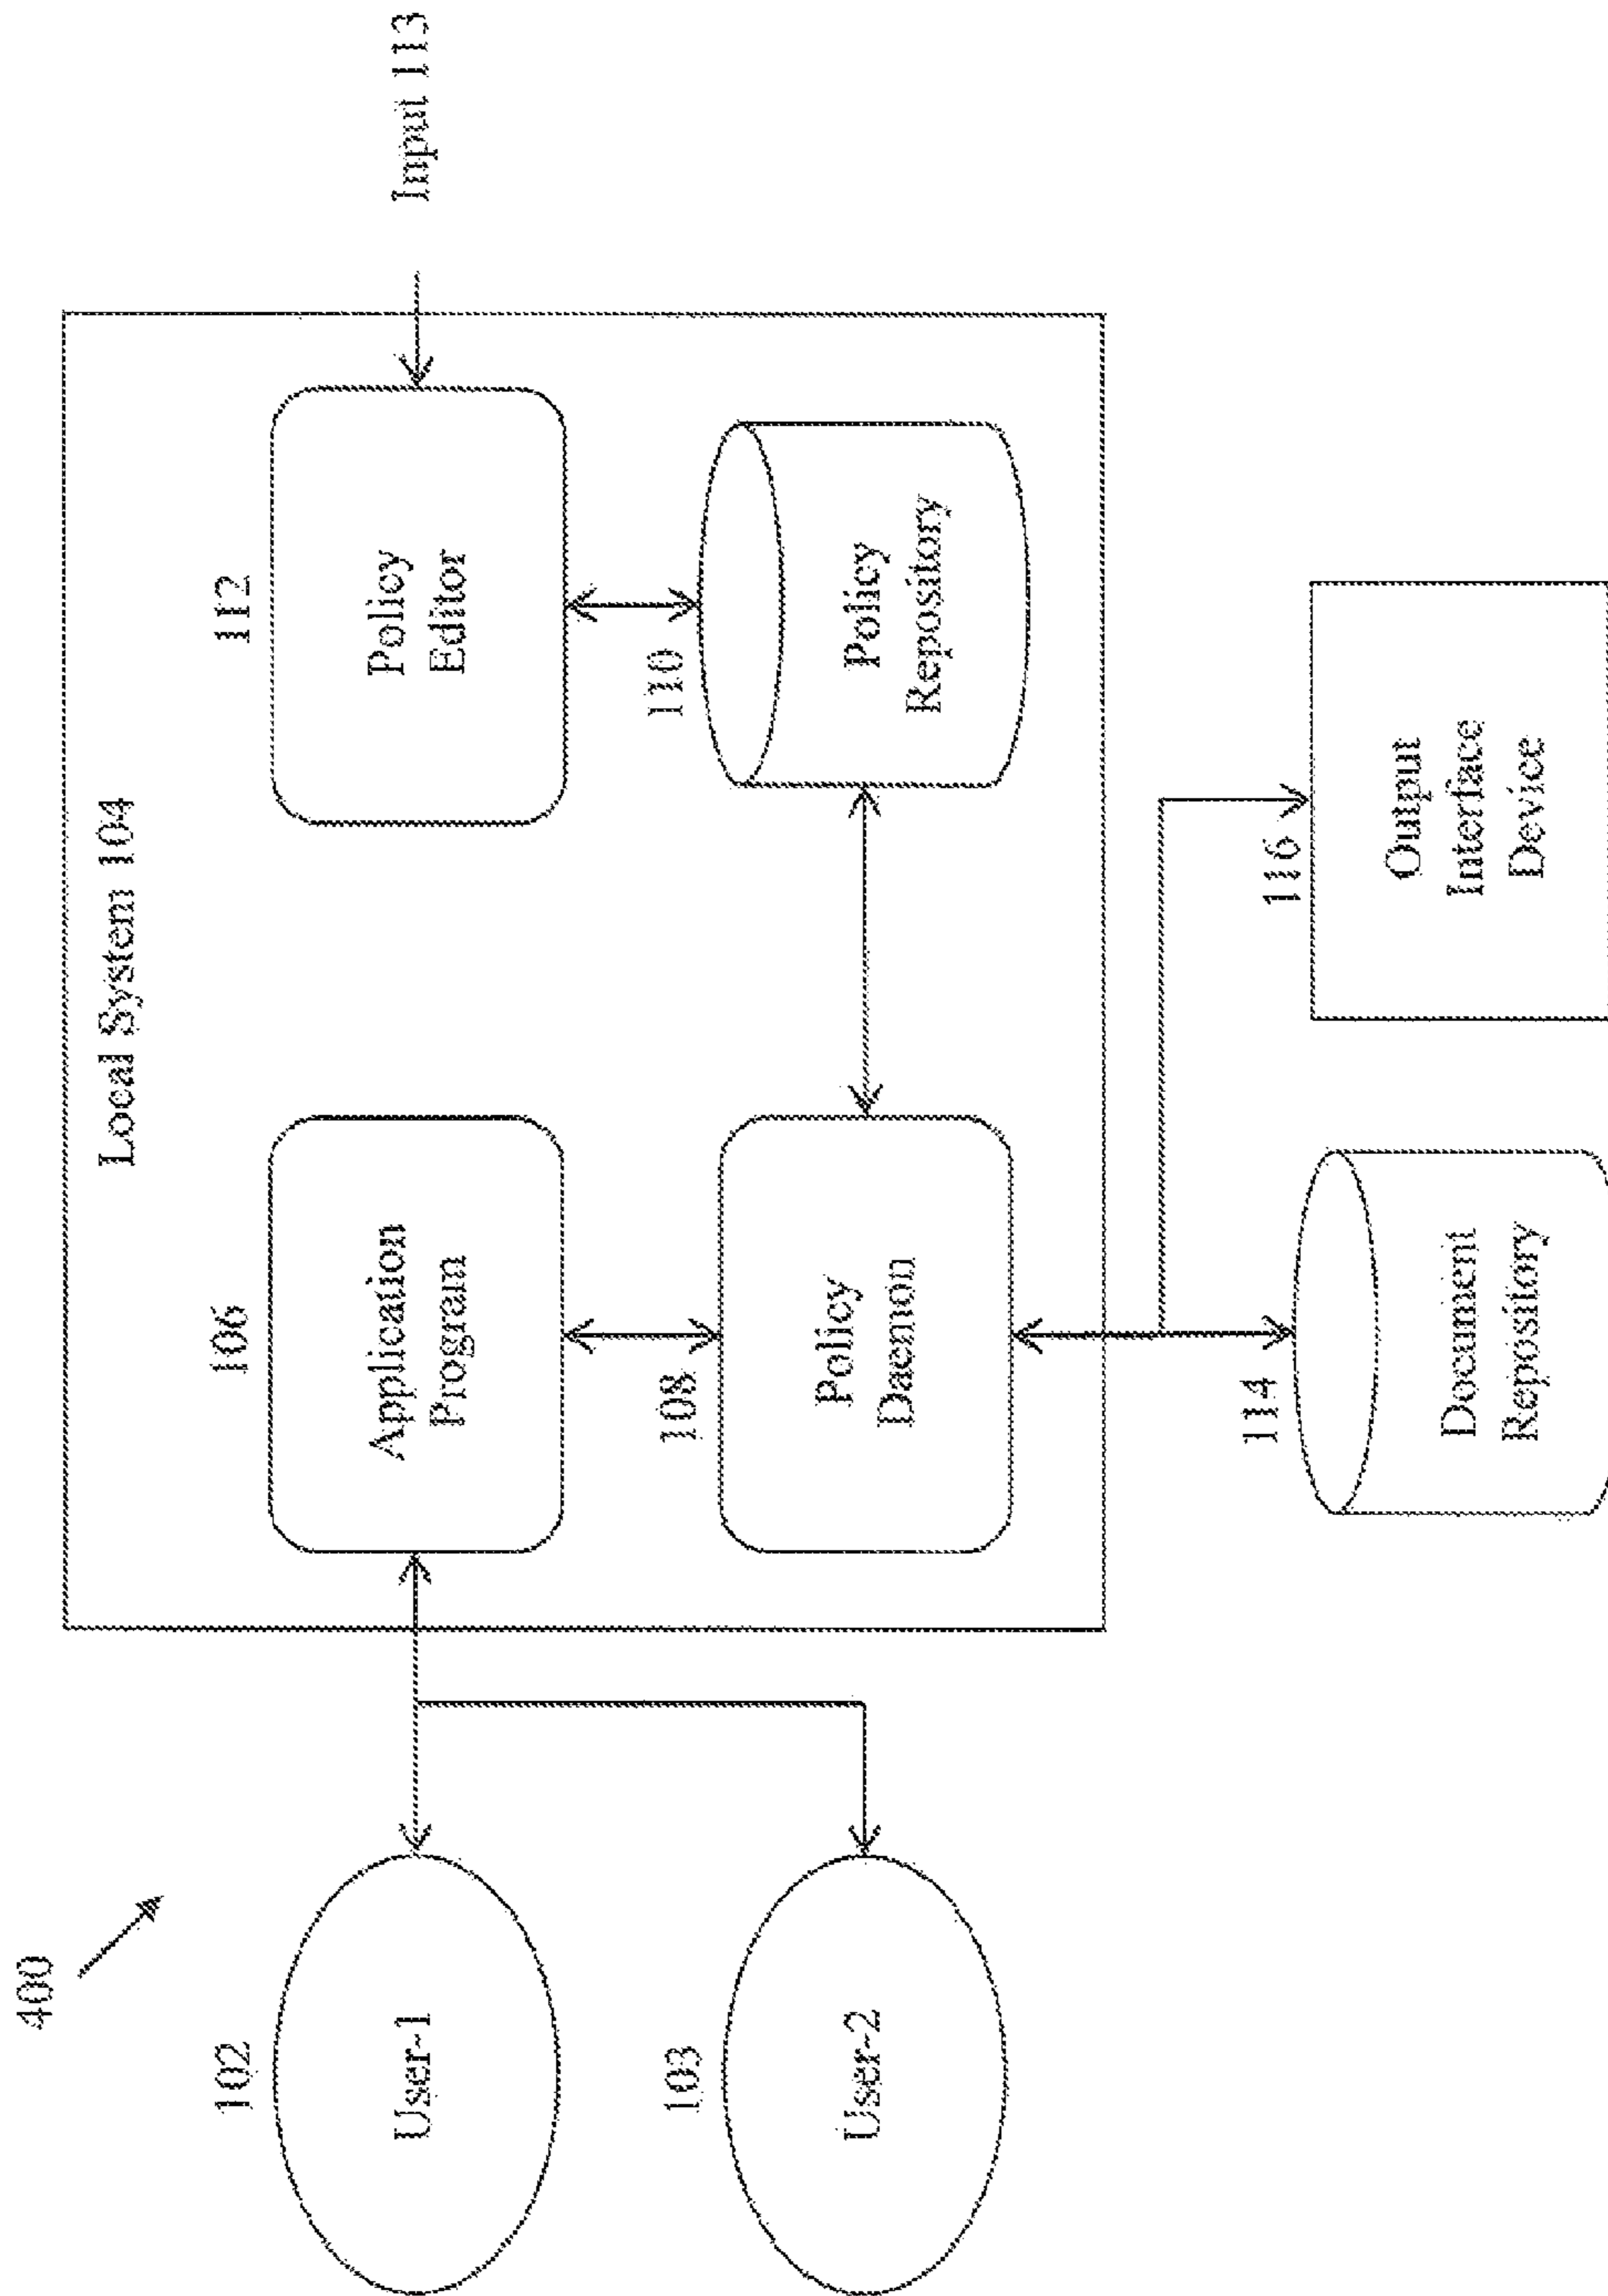 400
Local System 104
102
User-1
106
Application
Program
112
Policy
Editor
Input 113
103
User-2
108
Policy
Daemon
110
Policy
Repository
114
Document
Repository
116
Output
Interface
Device